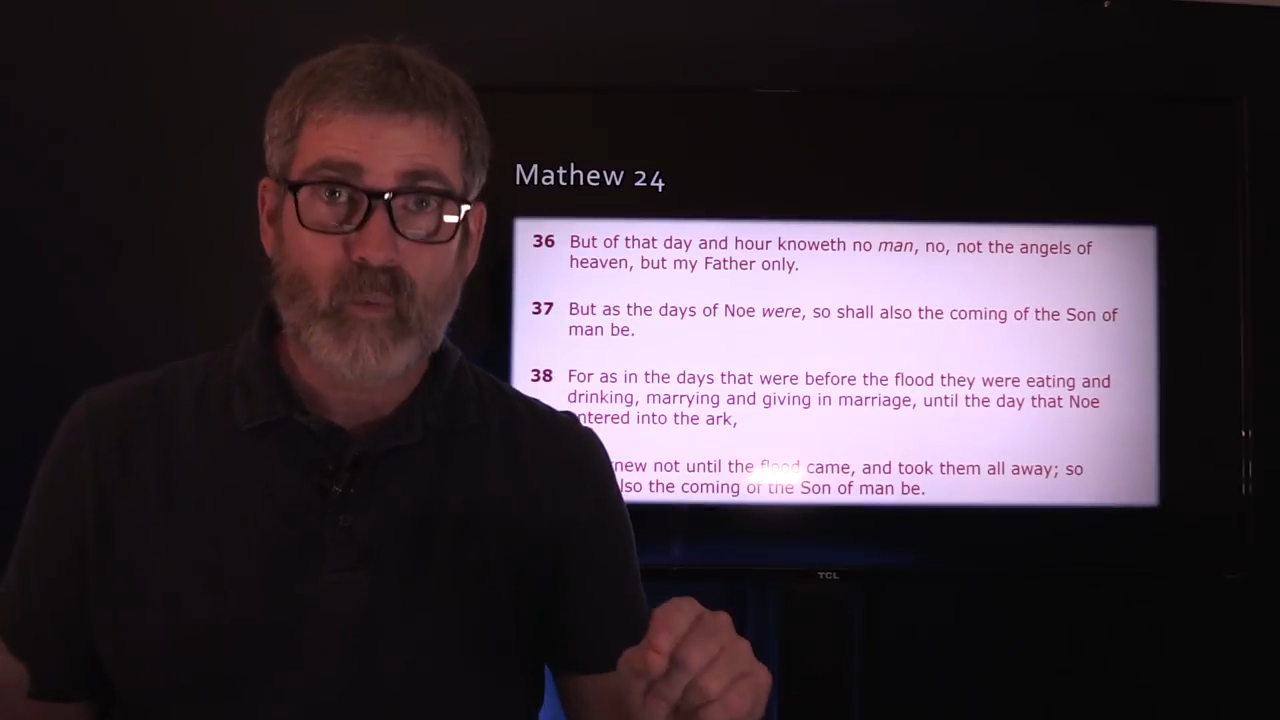 Mathew 24
36 But of that day and hour knoweth no man, no, not the angels of
heaven, but my Father only.
37 But as the days of Noe were, so shall also the coming of the Son of
man be.
38 For as in the days that were before the flood they were eating and
drinking, marrying and giving in marriage, until the day that Noe
ntered into the ark,
new not until the flood came, and took them all away; so
lso the coming of the Son of man be.
TCL